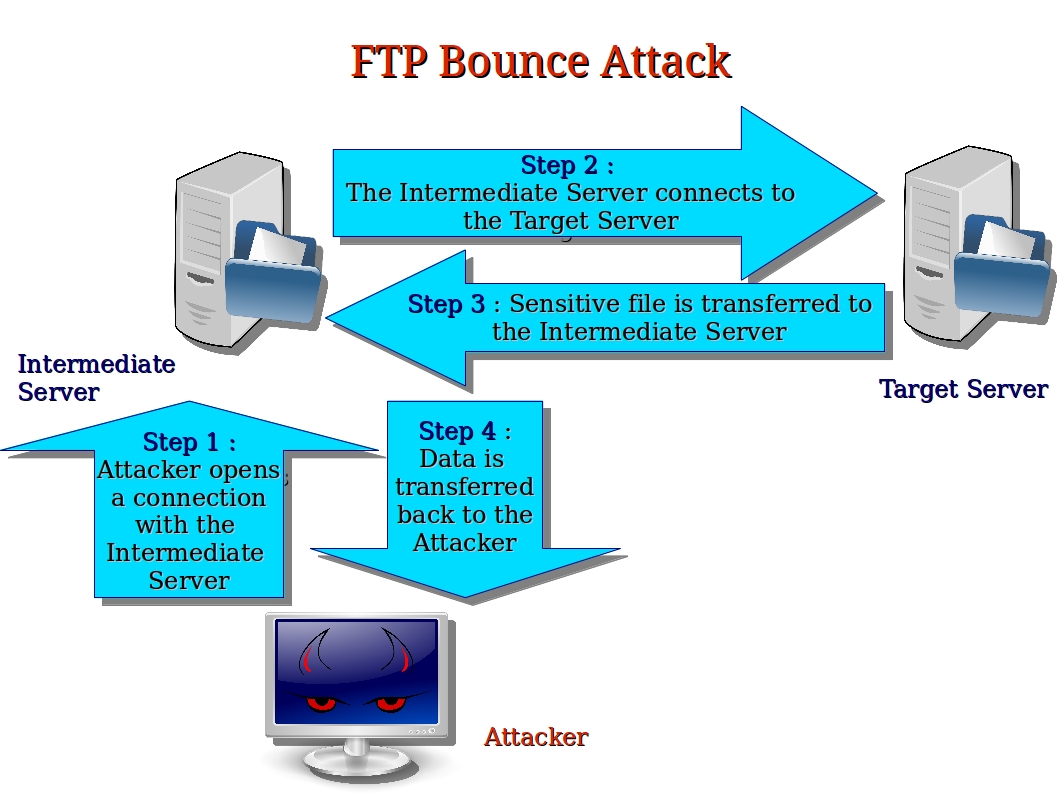 FTP Bounce Attack
Step 2 :
The Intermediate Server connects to
the Target Server
Step 3 : Sensitive file is transferred to
the Intermediate Server
Intermediate
Server
Target Server
Step 1 :
Attacker opens
a connection
with the
Intermediate
Server
Step 4 :
Data is
transferred
back to the
Attacker
Attacker